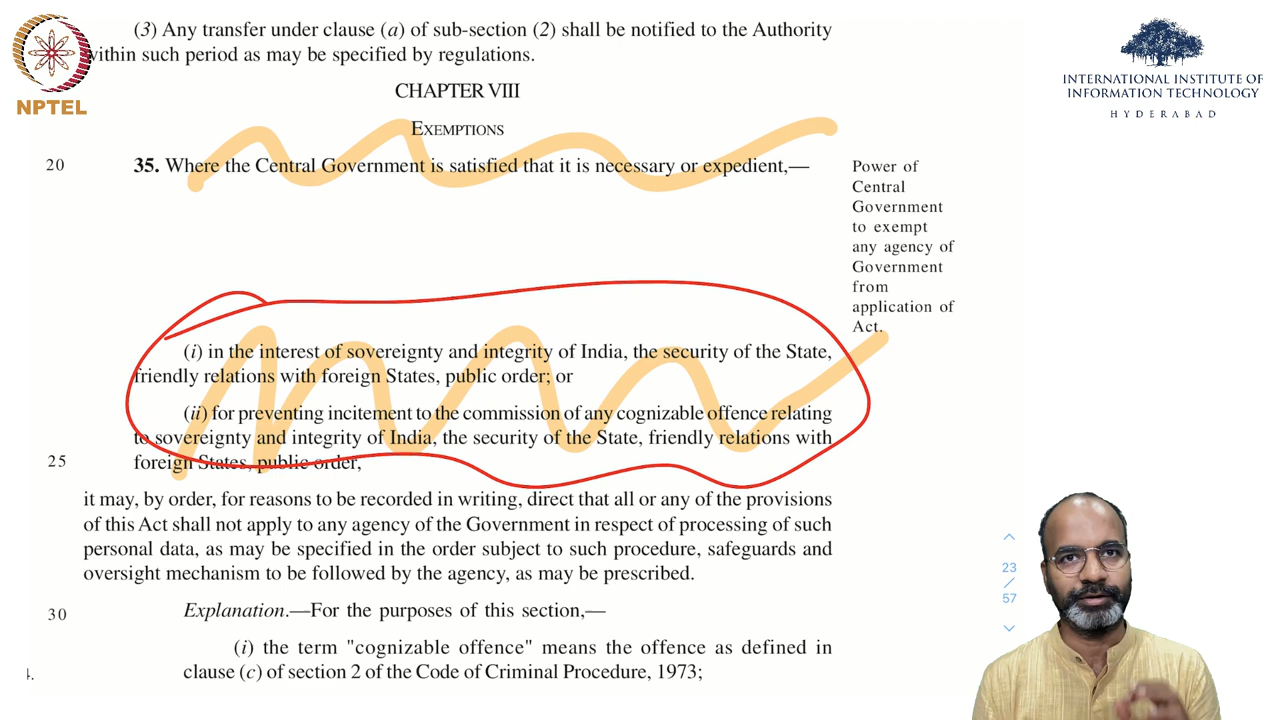 (3) Any transfer under clause (a) of sub-section (2) shall be notified to the Authority
within such period as may be specified by regulations.
NPTEL
INTERNATIONAL INSTITUTE OF
INFORMATION TECHNOLOGY
HYDERABAD
CHAPTER VIII
EXEMPTIONS
20
35. Where the Central Government is satisfied that it is necessary or expedient,—
Power of
Central
Government
to exempt
any agency of
Government
from
application of
Act.
(i) in the interest of sovereignty and integrity of India, the security of the State,
friendly relations with foreign States, public order; or
(ii) for preventing incitement to the commission of any cognizable offence relating
to sovereignty and integrity of India, the security of the State, friendly relations with
25
foreign States, public order,
it may, by order, for reasons to be recorded in writing, direct that all or any of the provisions
of this Act shall not apply to any agency of the Government in respect of processing of such
personal data, as may be specified in the order subject to such procedure, safeguards and
oversight mechanism to be followed by the agency, as may be prescribed.
23
/
57
30
Explanation.—For the purposes of this section,—
(i) the term "cognizable offence" means the offence as defined in
4.
clause (c) of section 2 of the Code of Criminal Procedure, 1973;